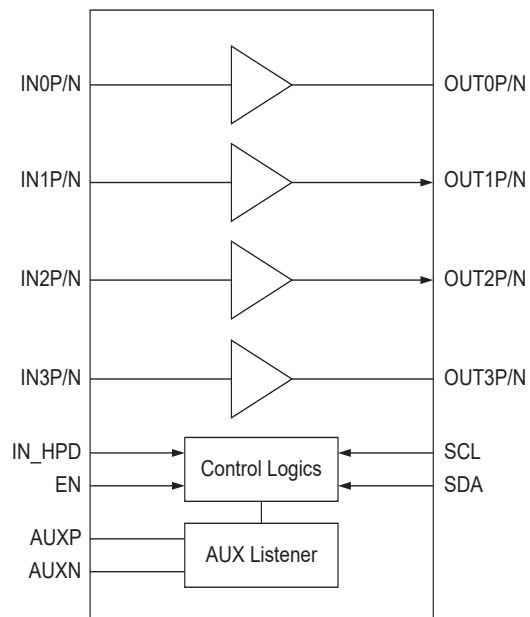 IN0P/N
OUT0P/N
IN1P/N
OUT1P/N
IN2P/N
OUT2P/N
IN3P/N
OUT3P/N
IN_HPD
Control Logics
SCL
EN
SDA
AUXP
AUX Listener
AUXN